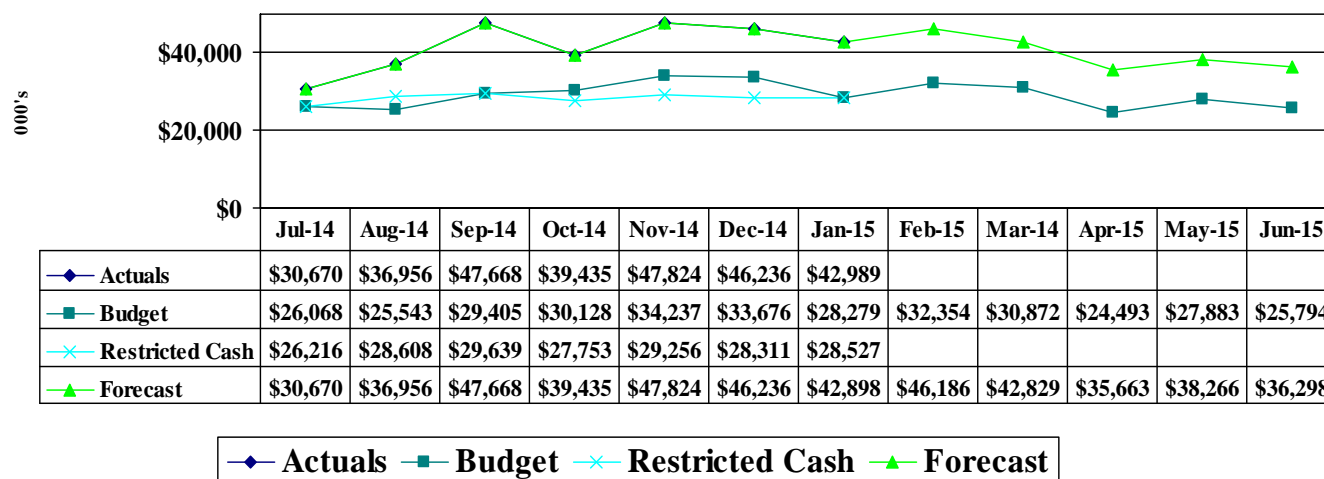 $40,000
000's
$20,000
$0
Jul-14 Aug-14 Sep-14 Oct-14 Nov-14 Dec-14 Jan-15 Feb-15 Mar-14 Apr-15 May-15 Jun-15
Actuals $30,670 $36,956 $47,668 $39,435 $47,824 $46,236 $42,989
Budget $26,068 $25,543 $29,405 $30,128 $34,237 $33,676 $28,279 $32,354 $30,872 $24,493 $27,883 $25,794
Restricted Cash $26,216 $28,608 $29,639 $27,753 $29,256 $28,311 $28,527
Forecast $30,670 $36,956 $47,668 $39,435 $47,824 $46,236 $42,898 $46,186 $42,829 $35,663 $38,266 $36,298
Actuals Budget Restricted Cash Forecast